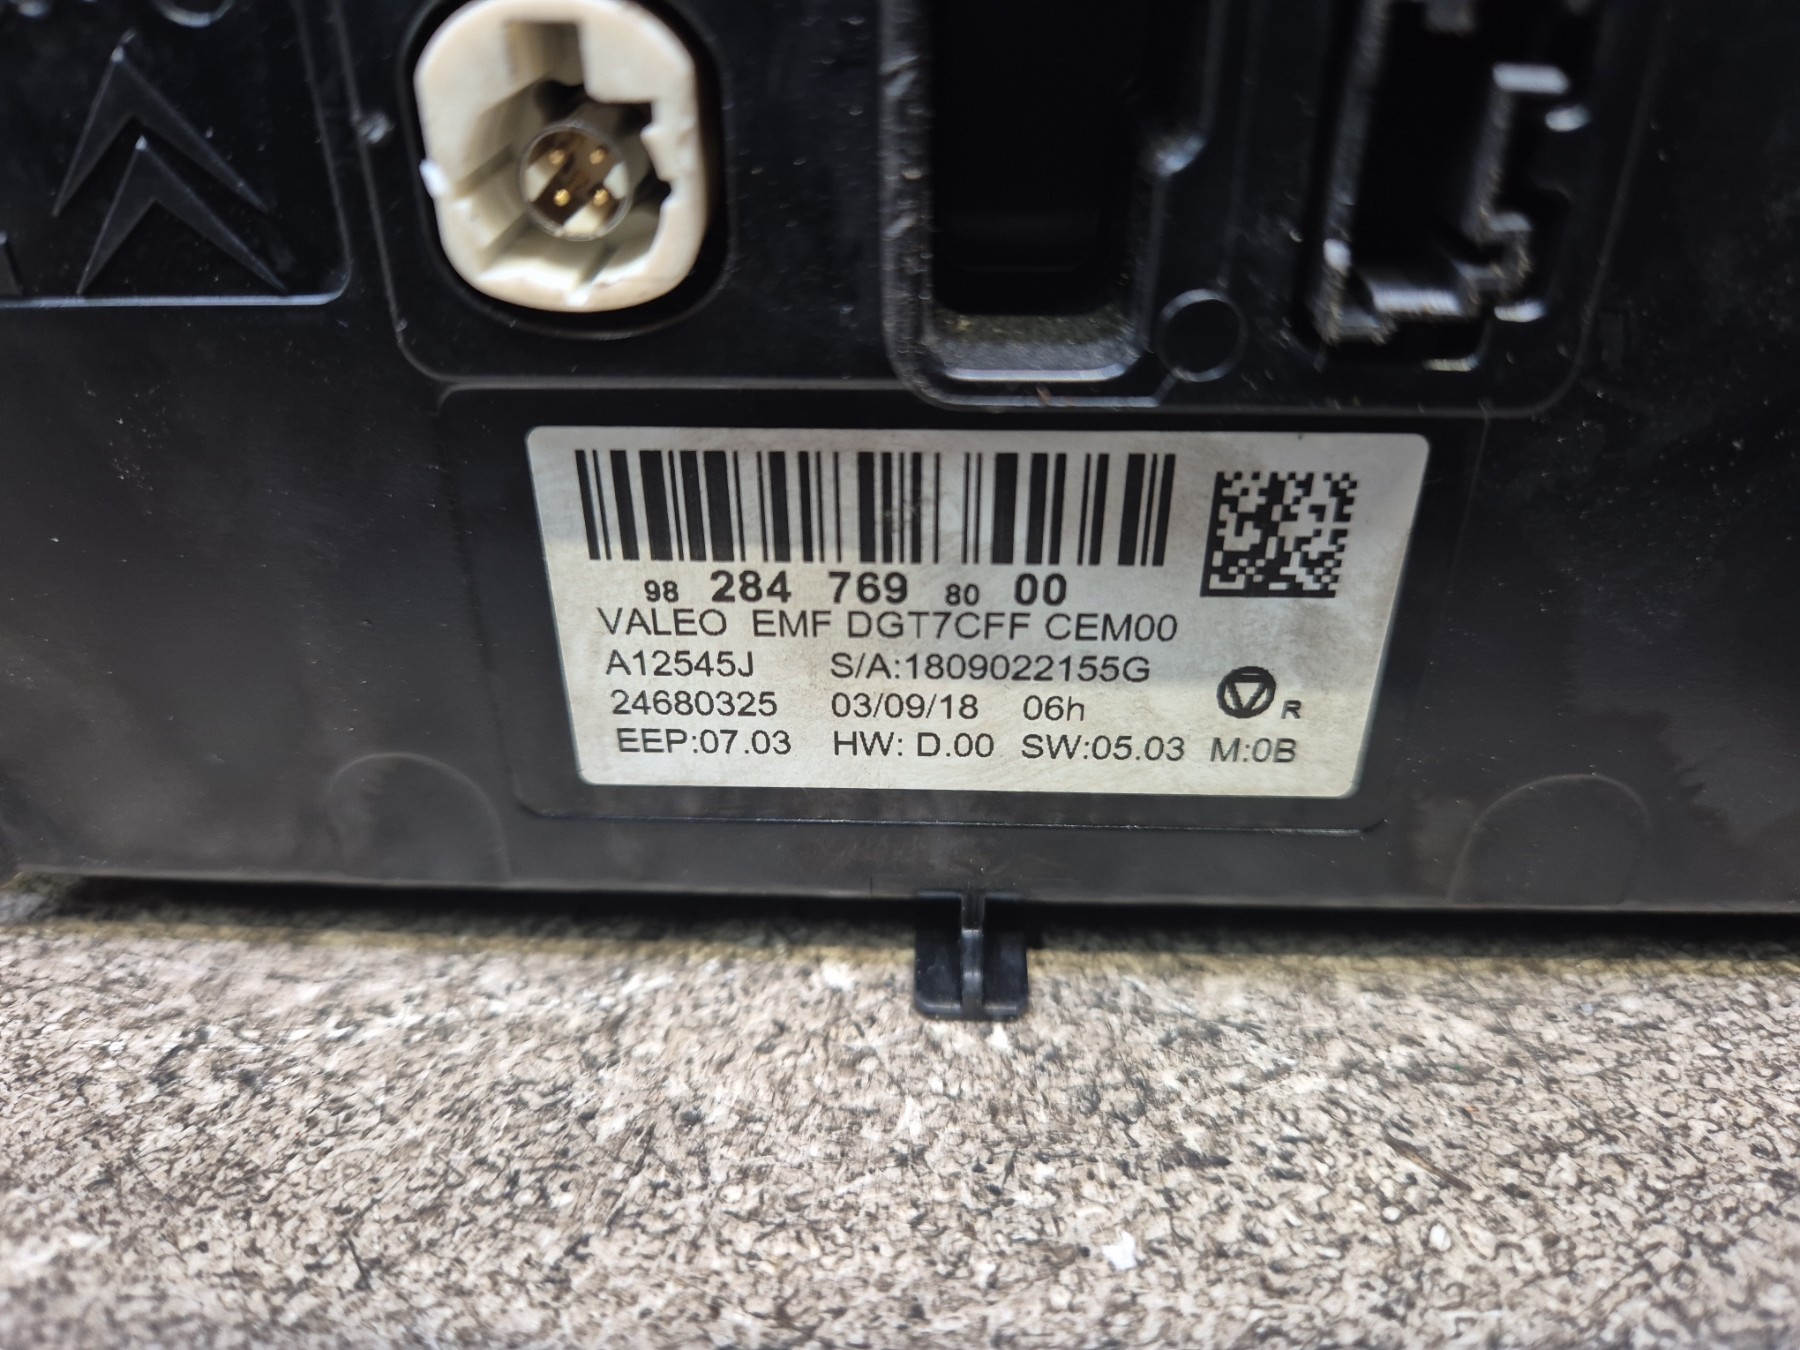 98 284 769 80 00
VALEO EMF DGT7CFF CEM00
A12545J S/A:1809022155G
24680325 03/09/18 06h R
EEP:07.03 HW: D.00 SW:05.03 M:0B